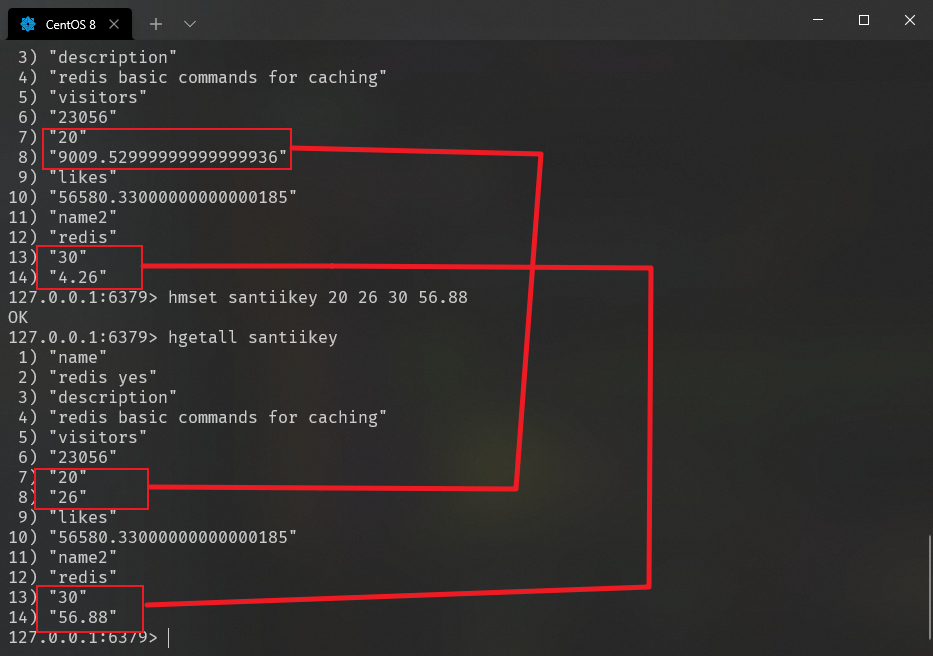 CentOS 8
3) "description"
4) "redis basic commands for caching"
5) "visitors"
6) "23056"
7) "20"
8) "9009.52999999999999936"
9) "likes"
10) "56580.33000000000000185"
11) "name2"
12) "redis"
13) "30"
14) "4.26"
127.0.0.1:6379> hmset santiikey 20 26 30 56.88
OK
127.0.0.1:6379> hgetall santiikey
1) "name"
2) "redis yes"
3) "description"
4) "redis basic commands for caching"
5) "visitors"
6) "23056"
7) "20"
8) "26"
9) "likes"
10) "56580.33000000000000185"
11) "name2"
12) "redis"
13) "30"
14) "56.88"
127.0.0.1:6379>